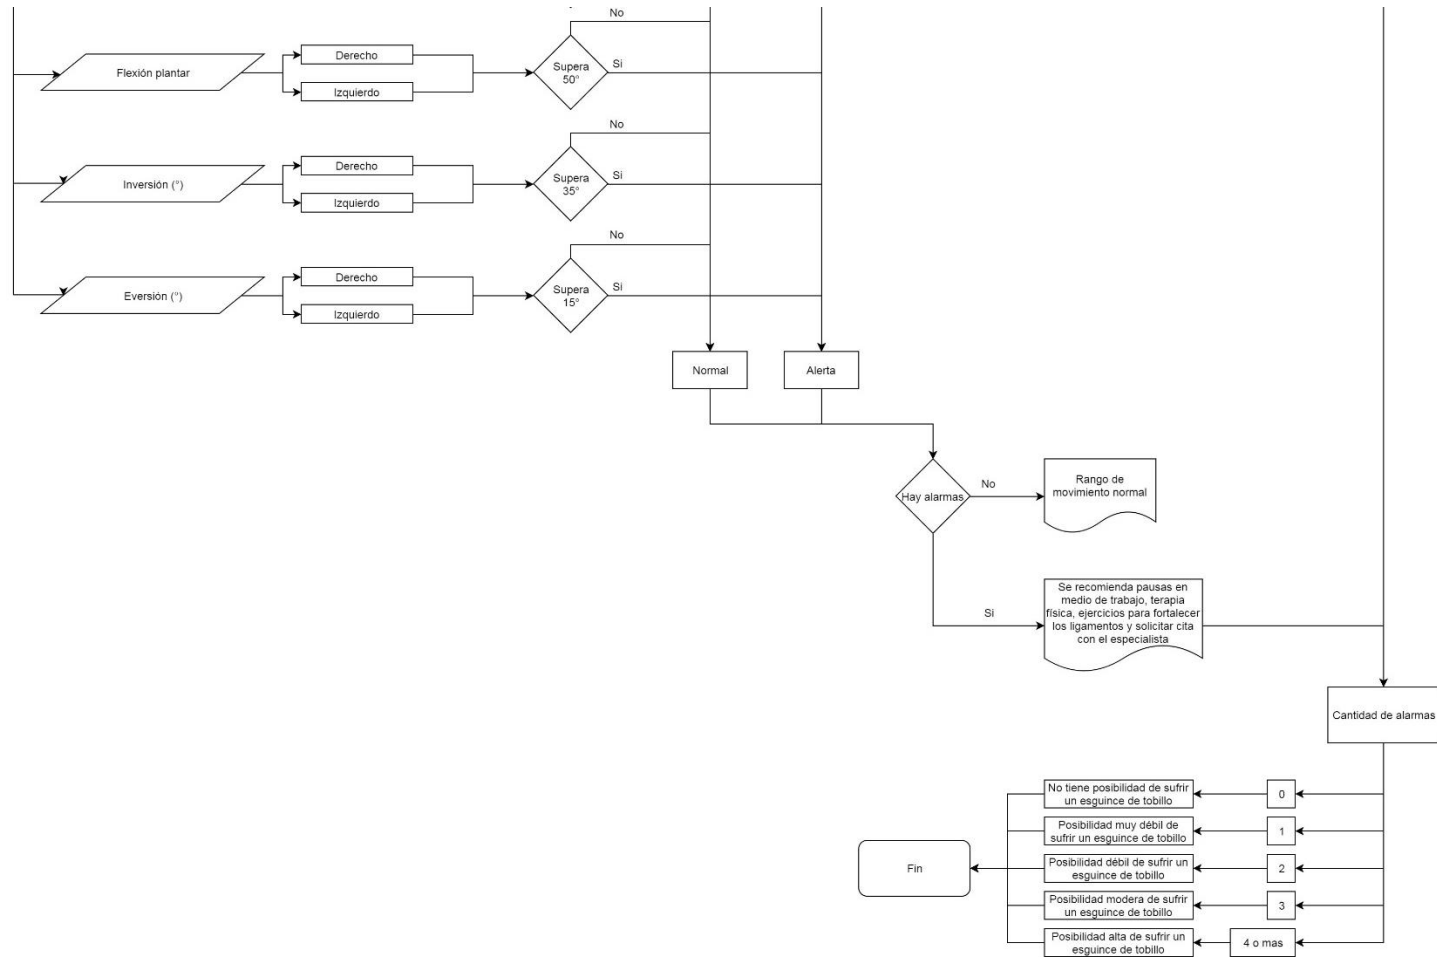 No
Derecho
Flexión plantar
Supera
50°
Si
Izquierdo
No
Derecho
Inversión (°)
Supera
35°
Si
Izquierdo
No
Derecho
Eversión (°)
Supera
15°
Si
Izquierdo
Normal
Alerta
Hay alarmas
No
Rango de
movimiento normal
Si
Se recomienda pausas en
medio de trabajo, terapia
física, ejercicios para fortalecer
los ligamentos y solicitar cita
con el especialista
Cantidad de alarmas
No tiene posibilidad de sufrir
un esguince de tobillo
0
Posibilidad muy débil de
sufrir un esguince de tobillo
1
Fin
Posibilidad débil de sufrir un
esguince de tobillo
2
Posibilidad modera de sufrir
un esguince de tobillo
3
Posibilidad alta de sufrir un
esguince de tobillo
4 o mas